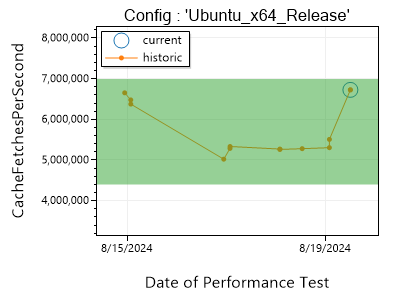 Config : 'Ubuntu_x64_Release'
CacheFetchesPerSecond
8,000,000
7,000,000
6,000,000
5,000,000
4,000,000
current
historic
8/15/2024
8/19/2024
Date of Performance Test